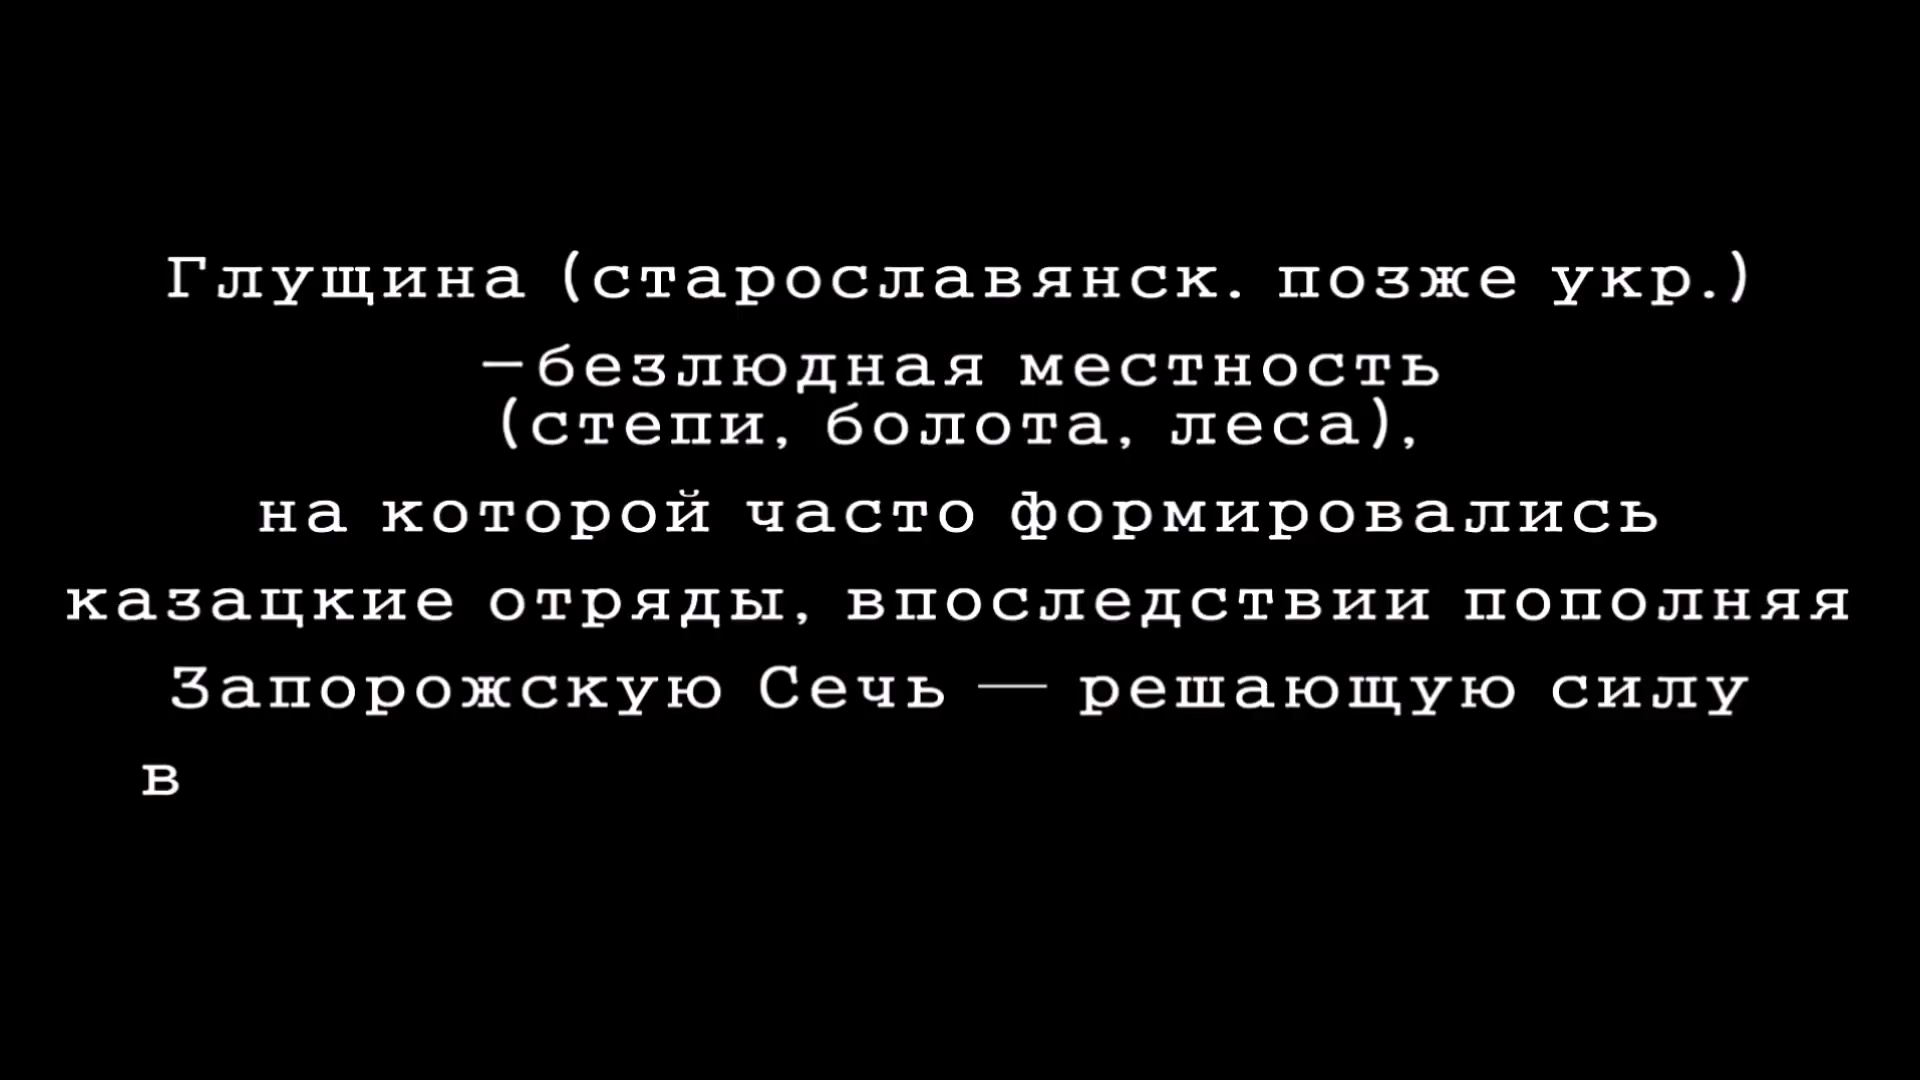 Глущина (старославянск. позже укр.)
—безлюдная местность
(степи, болота, леса),
на которой часто формировались
казацкие отряды, впоследствии пополняя
Запорожскую Сечь — решающую силу
в